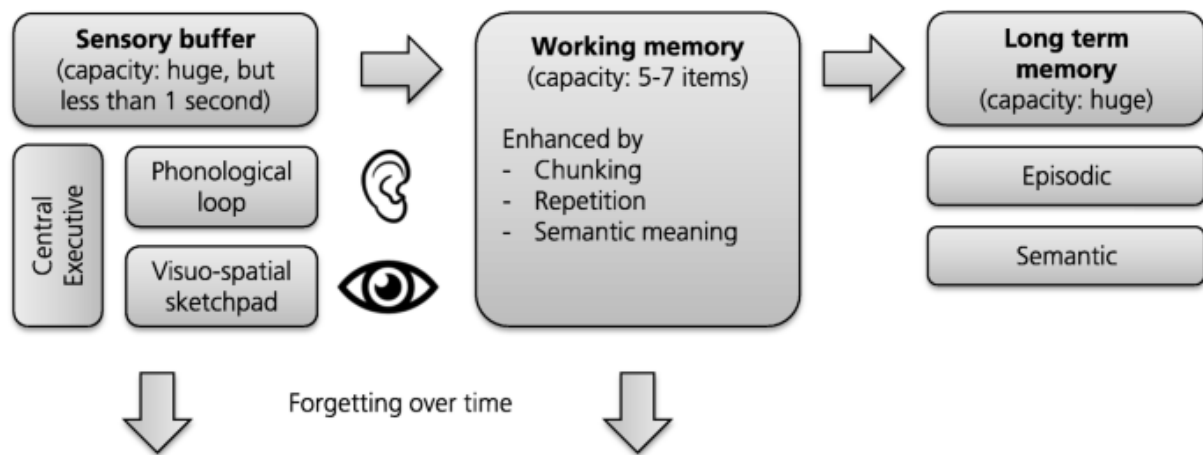 Sensory buffer
(capacity: huge, but
less than 1 second)
Central
Executive
Phonological
loop
Visuo-spatial
sketchpad
Working memory
(capacity: 5-7 items)
Enhanced by
- Chunking
- Repetition
- Semantic meaning
Long term
memory
(capacity: huge)
Episodic
Semantic
Forgetting over time